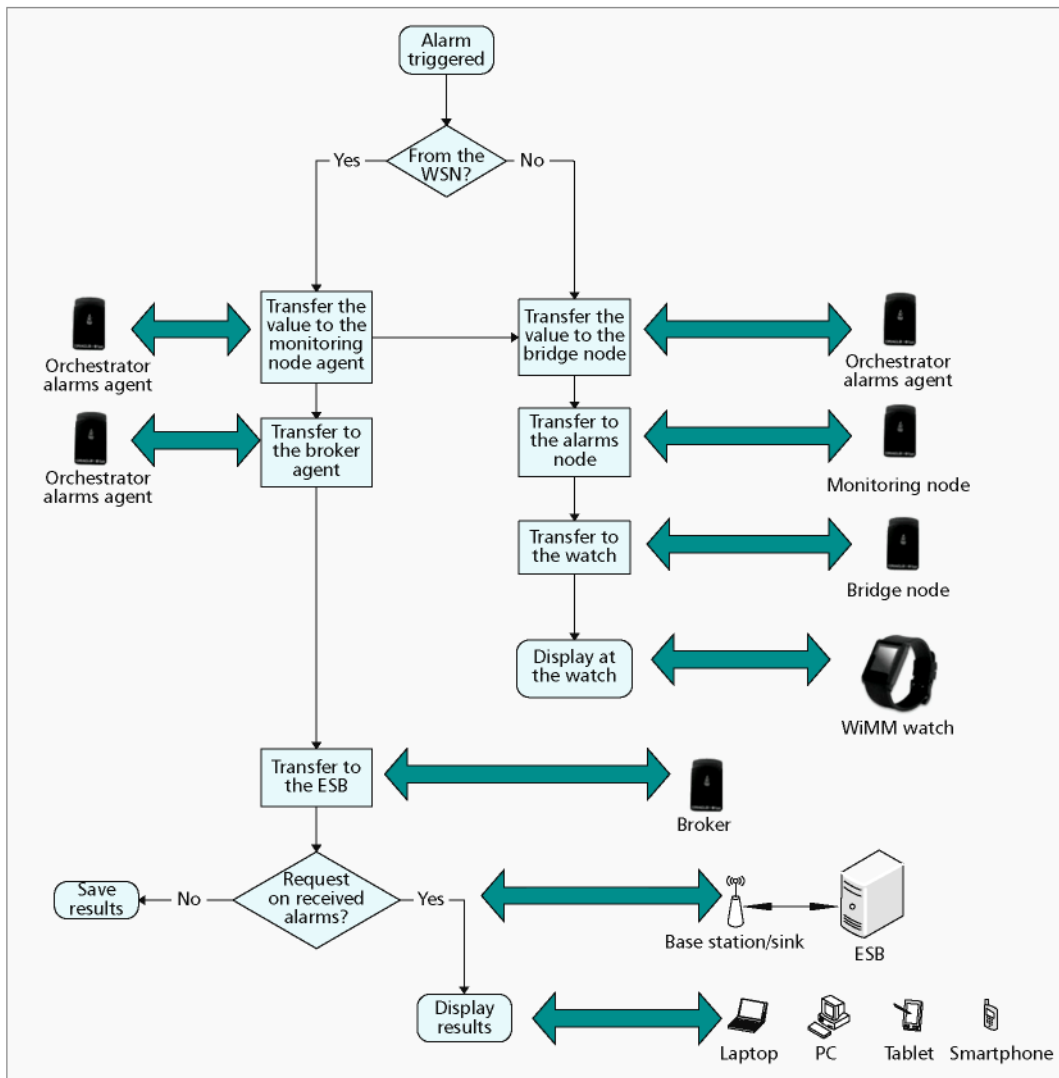 Alarm
triggered
From the
WSN?
Yes
No
Transfer the
value to the
monitoring
node agent
Transfer the
value to the
bridge node
Orchestrator
alarms agent
Orchestrator
alarms agent
Transfer to
the broker
agent
Transfer to
the alarms
node
Orchestrator
alarms agent
Monitoring node
Transfer to
the watch
Bridge node
Display at
the watch
WiMM watch
Transfer to
the ESB
Broker
Request
on received
alarms?
No
Yes
Save
results
Base station/sink
ESB
Display
results
Laptop
PC
Tablet
Smartphone